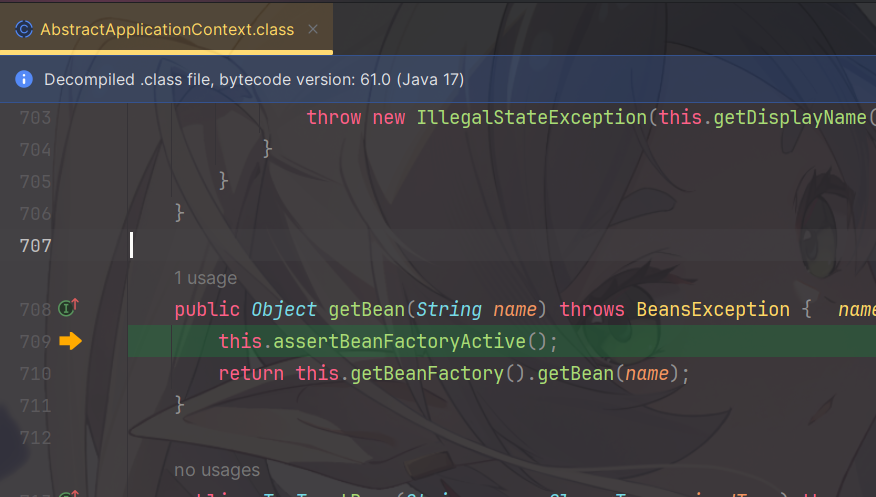 AbstractApplicationContext.class
Decompiled .class file, bytecode version: 61.0 (Java 17)
703 throw new IllegalStateException(this.getDisplayName(
704 }
705 }
706 }
707
1 usage
708 public Object getBean(String name) throws BeansException { name
709 this.assertBeanFactoryActive();
710 return this.getBeanFactory().getBean(name);
711 }
712
no usages